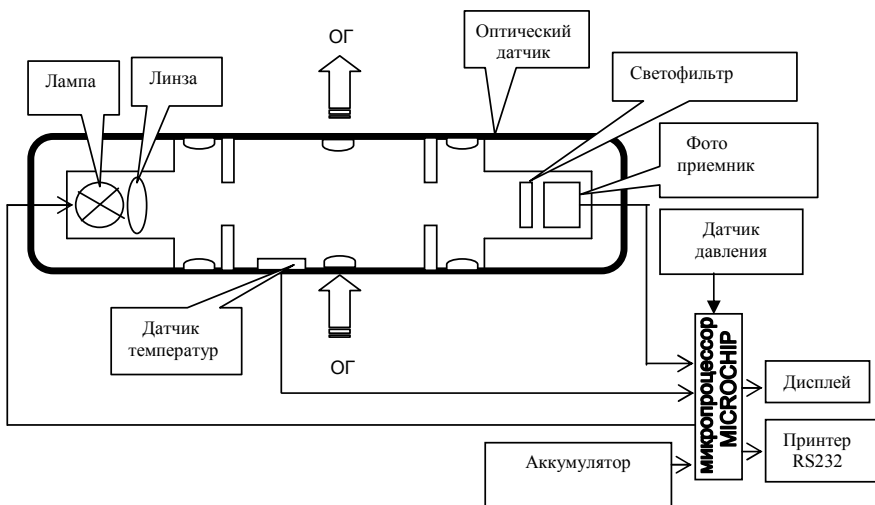 ОГ
Оптический
датчик
Лампа
Линза
Светофильтр
Фото
приемник
Датчик
давления
Датчик
температур
ОГ
микропроцессор
MICROCHIP
Дисплей
Аккумулятор
Принтер
RS232